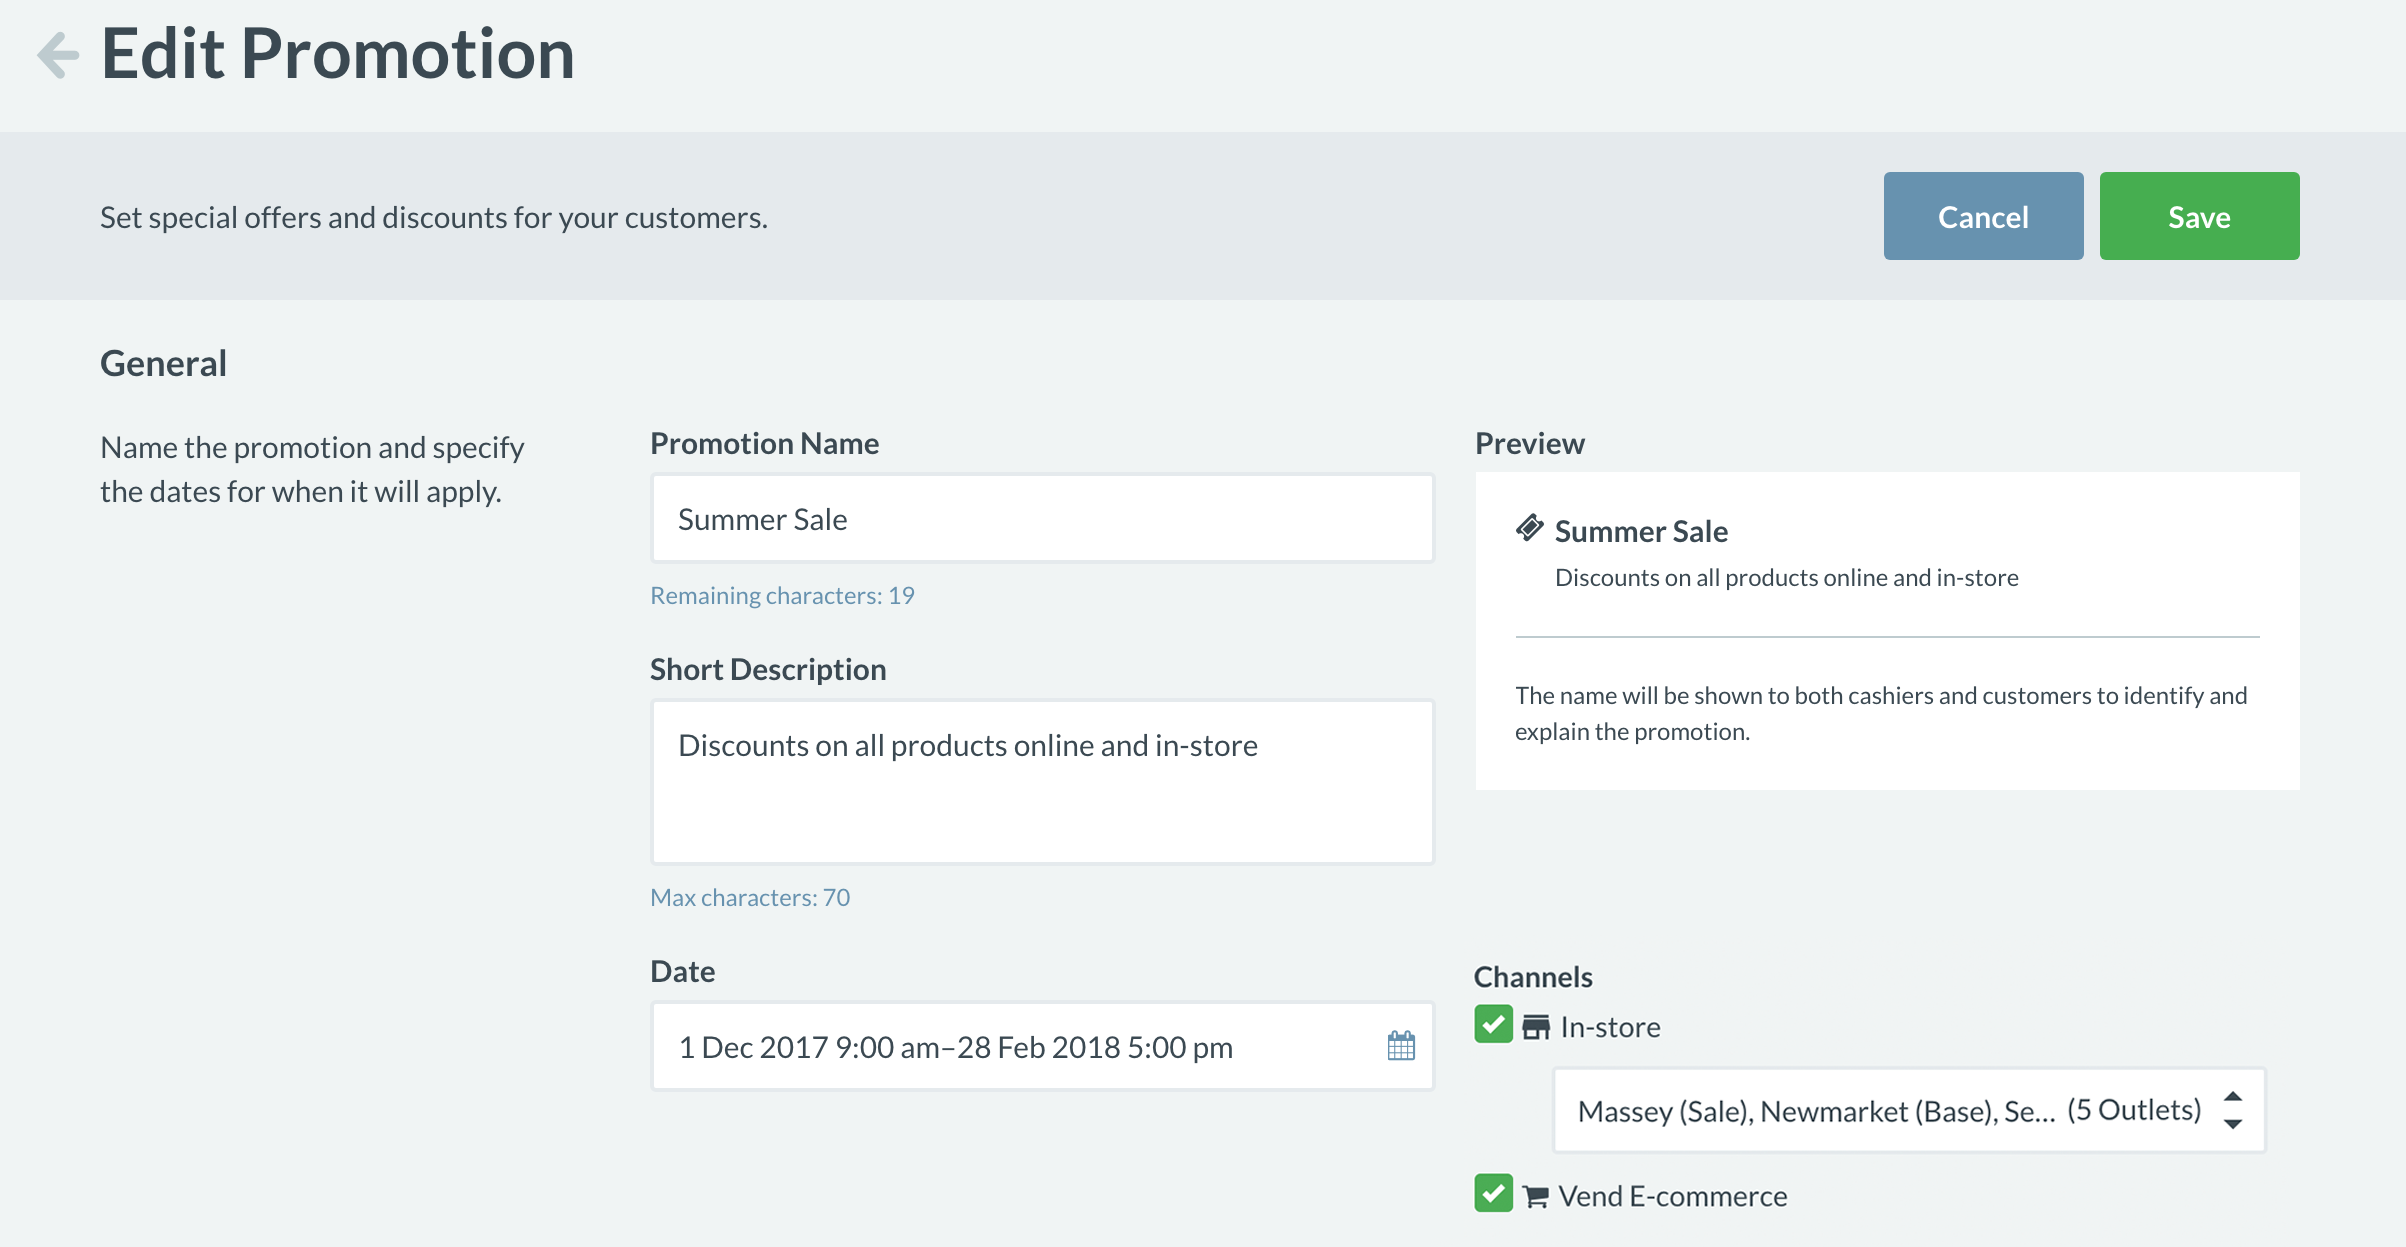 Edit Promotion
Set special offers and discounts for your customers.
Cancel
Save
General
Name the promotion and specify
the dates for when it will apply.
Promotion Name
Summer Sale
Remaining characters: 19
Short Description
Discounts on all products online and in-store
Max characters: 70
Date
1 Dec 2017 9:00 am–28 Feb 2018 5:00 pm
Preview
Summer Sale
Discounts on all products online and in-store
The name will be shown to both cashiers and customers to identify and
explain the promotion.
Channels
In-store
Massey (Sale), Newmarket (Base), Se... (5 Outlets)
Vend E-commerce